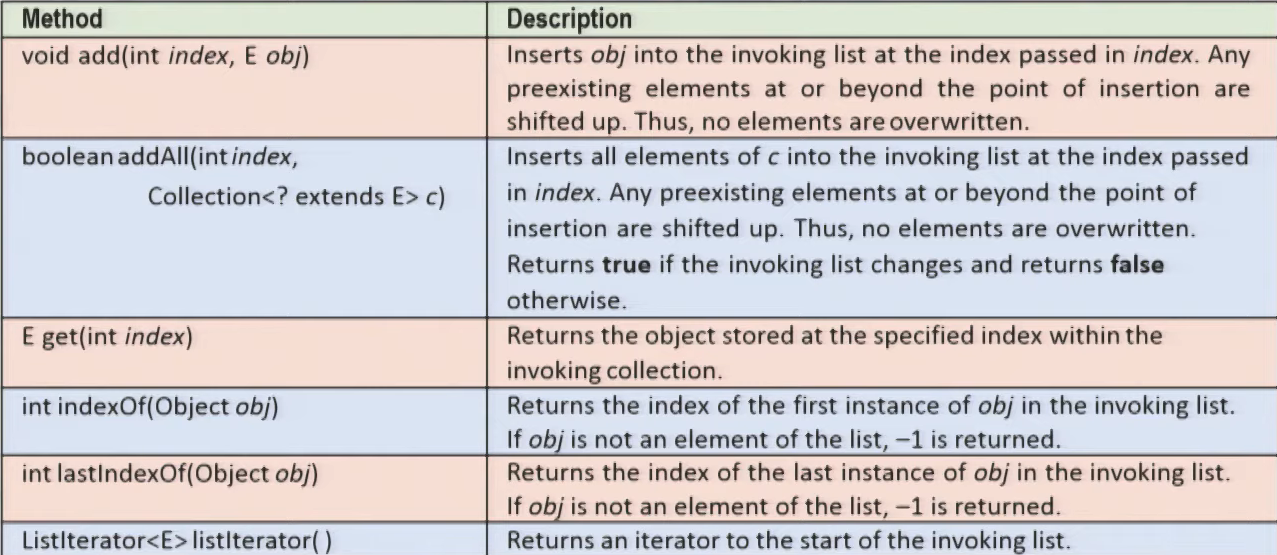 Method Description
void add(int index, E obj) Inserts obj into the invoking list at the index passed in index. Any
preexisting elements at or beyond the point of insertion are
shifted up. Thus, no elements are overwritten.
boolean addAll(int index, Inserts all elements of c into the invoking list at the index passed
Collection<? extends E> c) in index. Any preexisting elements at or beyond the point of
insertion are shifted up. Thus, no elements are overwritten.
Returns true if the invoking list changes and returns false
otherwise.
E get(int index) Returns the object stored at the specified index within the
invoking collection.
int indexOf(Object obj) Returns the index of the first instance of obj in the invoking list.
If obj is not an element of the list, –1 is returned.
int lastIndexOf(Object obj) Returns the index of the last instance of obj in the invoking list.
If obj is not an element of the list, –1 is returned.
ListIterator<E> listIterator( ) Returns an iterator to the start of the invoking list.